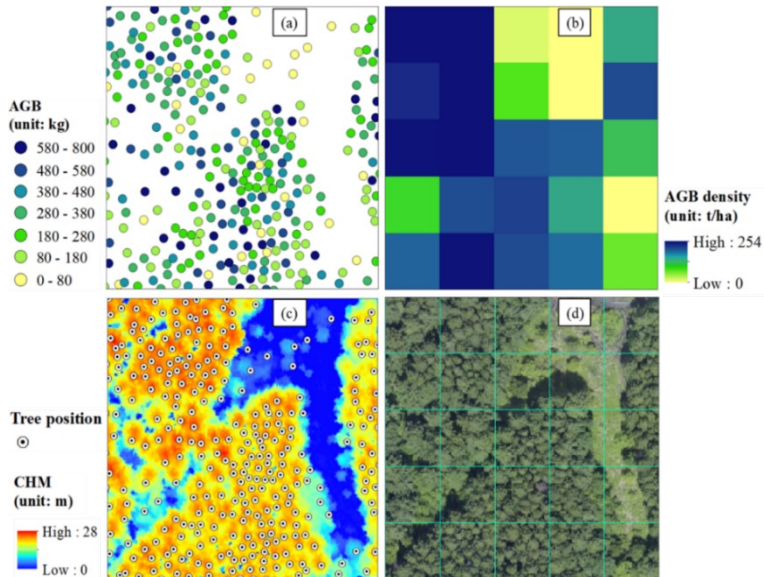 (a)
(b)
AGB
(unit: kg)
580 - 800
480 - 580
380 - 480
280 - 380
180 - 280
80 - 180
0 - 80
AGB density
(unit: t/ha)
High : 254
Low : 0
(c)
(d)
Tree position
CHM
(unit: m)
High : 28
Low : 0